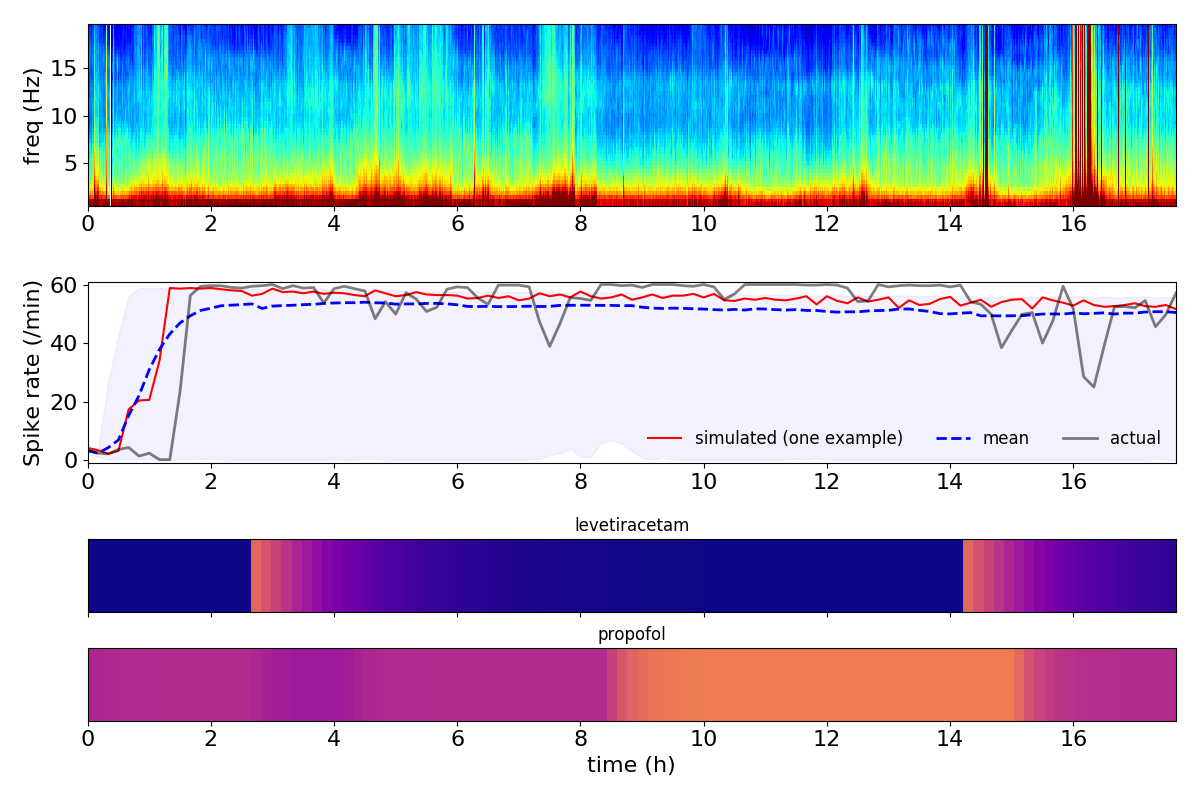 freq (Hz)
15
10
5
0 2 4 6 8 10 12 14 16
Spike rate (/min)
60
40
20
0
simulated (one example) mean actual
0 2 4 6 8 10 12 14 16
levetiracetam
propofol
0 2 4 6 8 10 12 14 16
time (h)